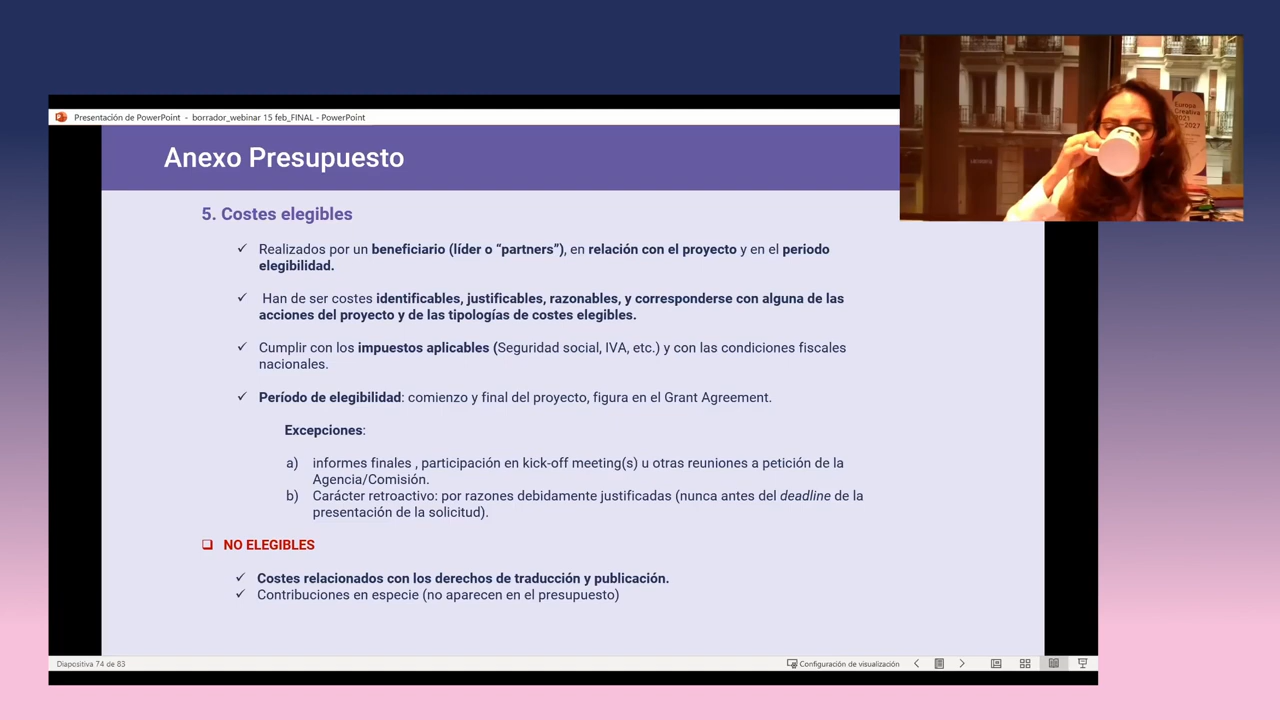 Presentación de PowerPoint - borrador_webinar 15 feb_FINAL - PowerPoint
Anexo Presupuesto
Europa
Creativa
2021
-2027
5. Costes elegibles
✓ Realizados por un beneficiario (líder o “partners”), en relación con el proyecto y en el periodo
elegibilidad.
✓ Han de ser costes identificables, justificables, razonables, y corresponderse con alguna de las
acciones del proyecto y de las tipologías de costes elegibles.
✓ Cumplir con los impuestos aplicables (Seguridad social, IVA, etc.) y con las condiciones fiscales
nacionales.
✓ Período de elegibilidad: comienzo y final del proyecto, figura en el Grant Agreement.
Excepciones:
a) informes finales , participación en kick-off meeting(s) u otras reuniones a petición de la
Agencia/Comisión.
b) Carácter retroactivo: por razones debidamente justificadas (nunca antes del deadline de la
presentación de la solicitud).
❑ NO ELEGIBLES
✓ Costes relacionados con los derechos de traducción y publicación.
✓ Contribuciones en especie (no aparecen en el presupuesto)
Diapositiva 74 de 83
Configuración de visualización